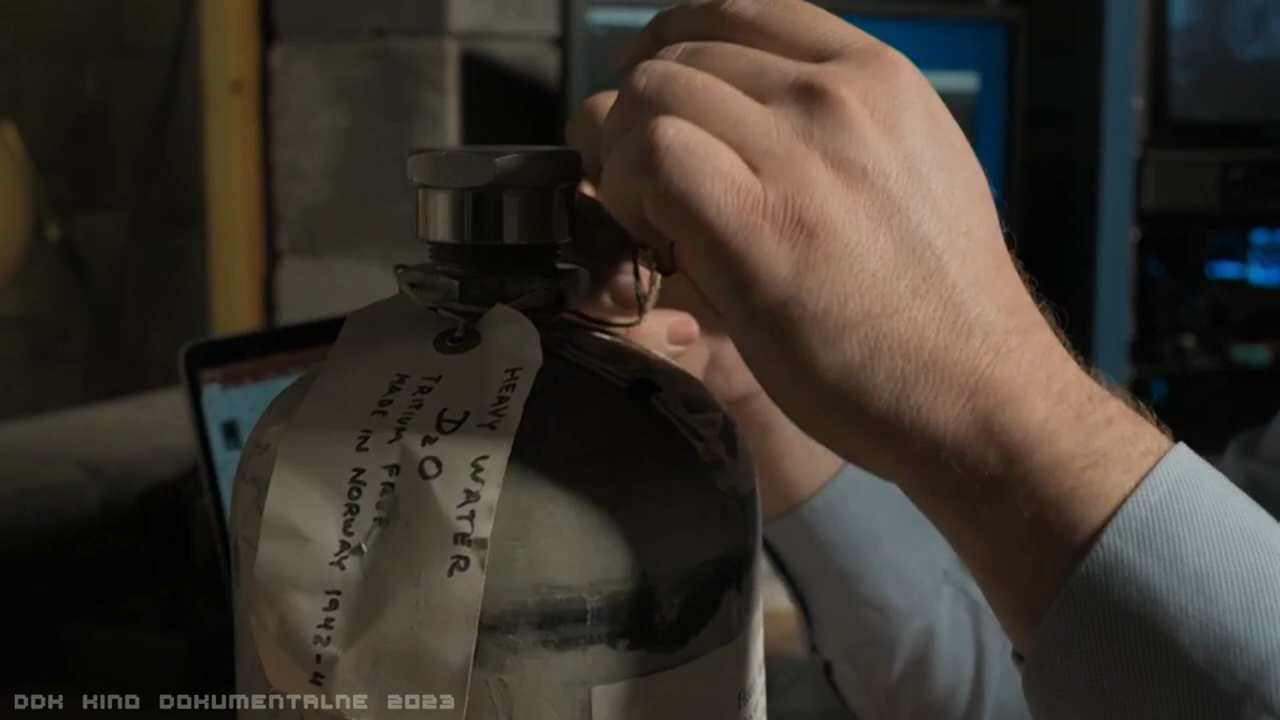 HEAVY WATER
D2O
TRITIUM FREE
MADE IN NORWAY 1942-4
DDK KINO DOKUMENTALNE 2023